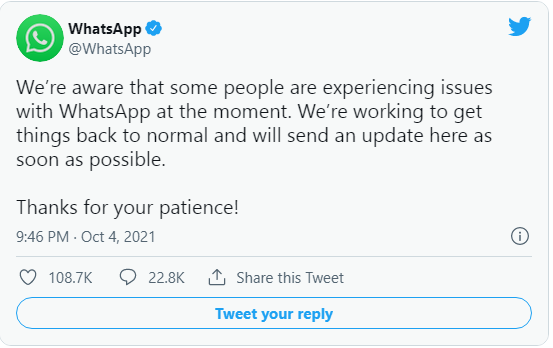 WhatsApp
@WhatsApp
We’re aware that some people are experiencing issues
with WhatsApp at the moment. We’re working to get
things back to normal and will send an update here as
soon as possible.
Thanks for your patience!
9:46 PM · Oct 4, 2021
108.7K 22.8K Share this Tweet
Tweet your reply